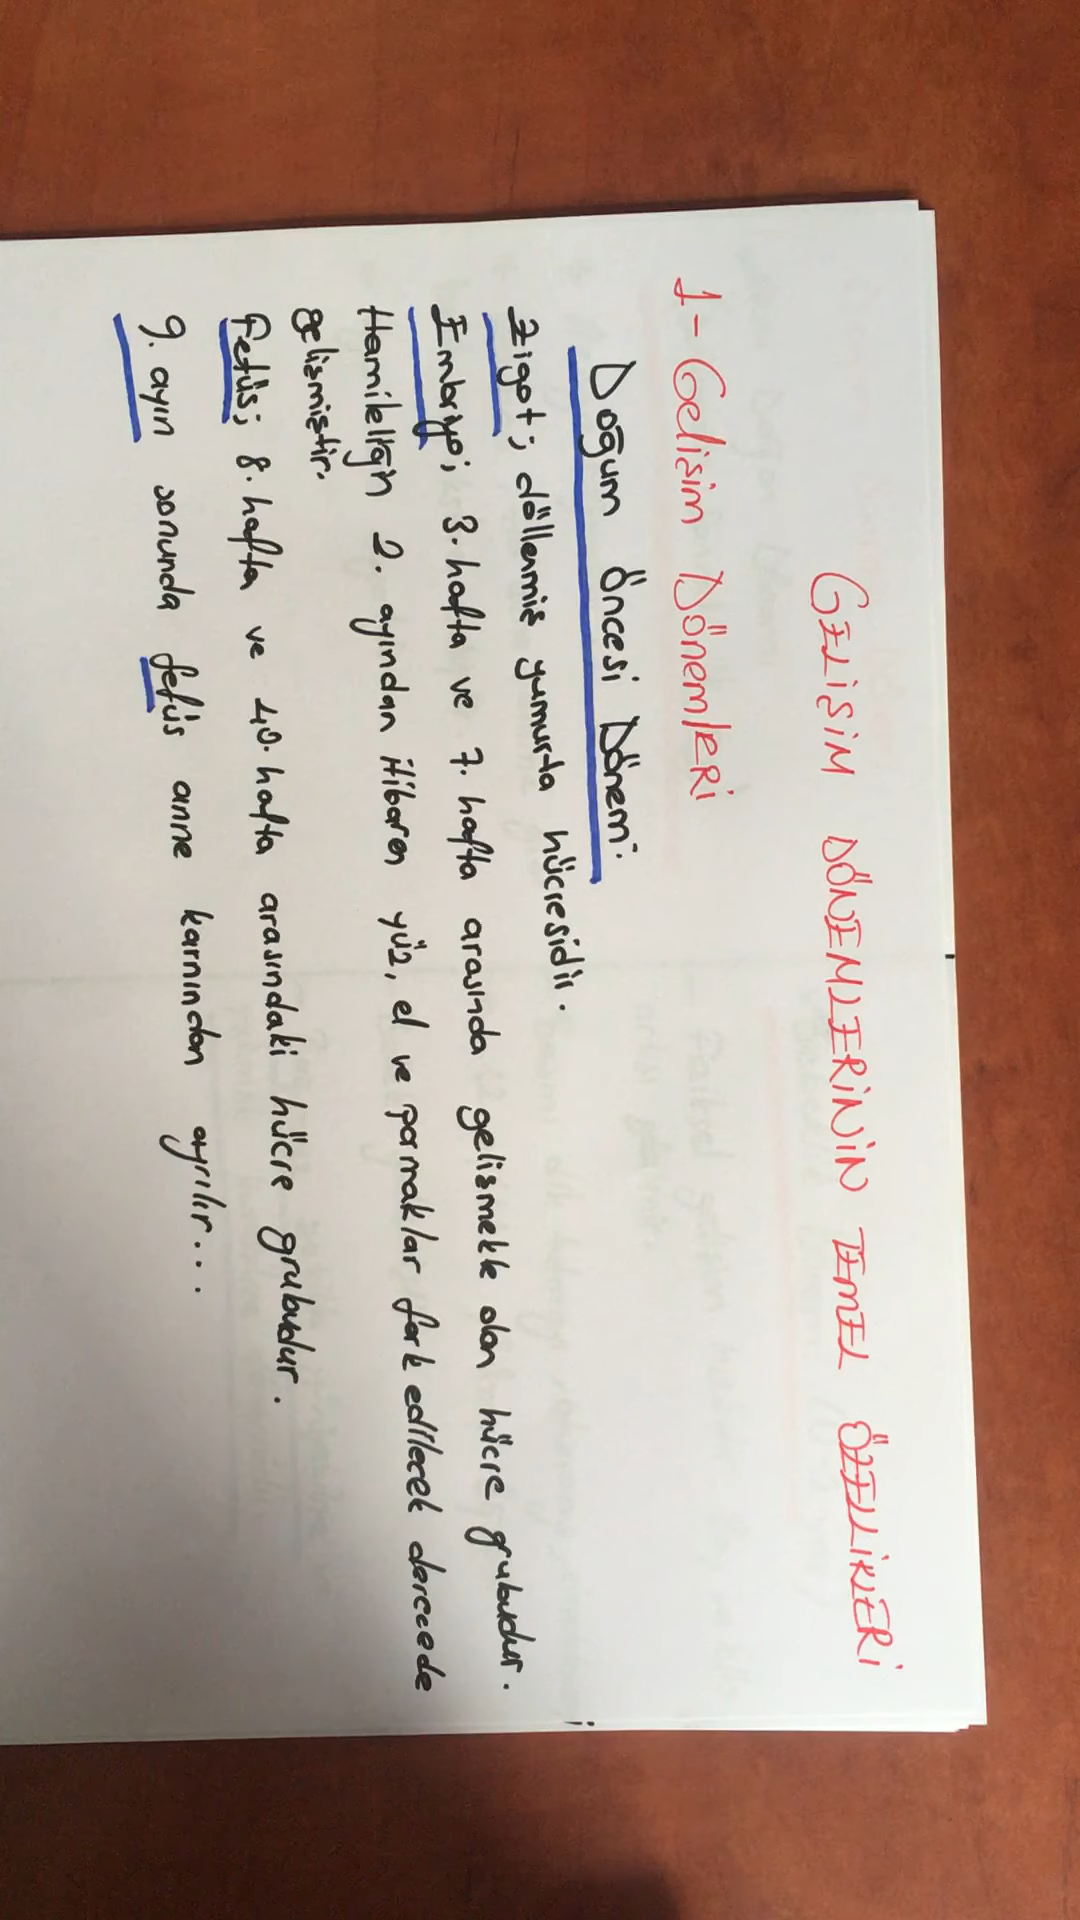 GELİŞİM DÖNEMLERİNİN TEMEL ÖZELLİKLERİ
1- Gelişim DönemLERİ
Doğum Öncesi Dönem:
Zigot; döllenmiş yumurta hücresidir.
Embriyo; 3. hafta ve 7. hafta arasında gelişmekte olan hücre grubudur.
Hamileliğin 2. ayından itibaren yüz, el ve parmaklar fark edilecek derecede
gelişmiştir.
Fetüs; 8. hafta ve 40. hafta arasındaki hücre grubudur.
9. ayın sonunda fetüs anne karnından ayrılır...